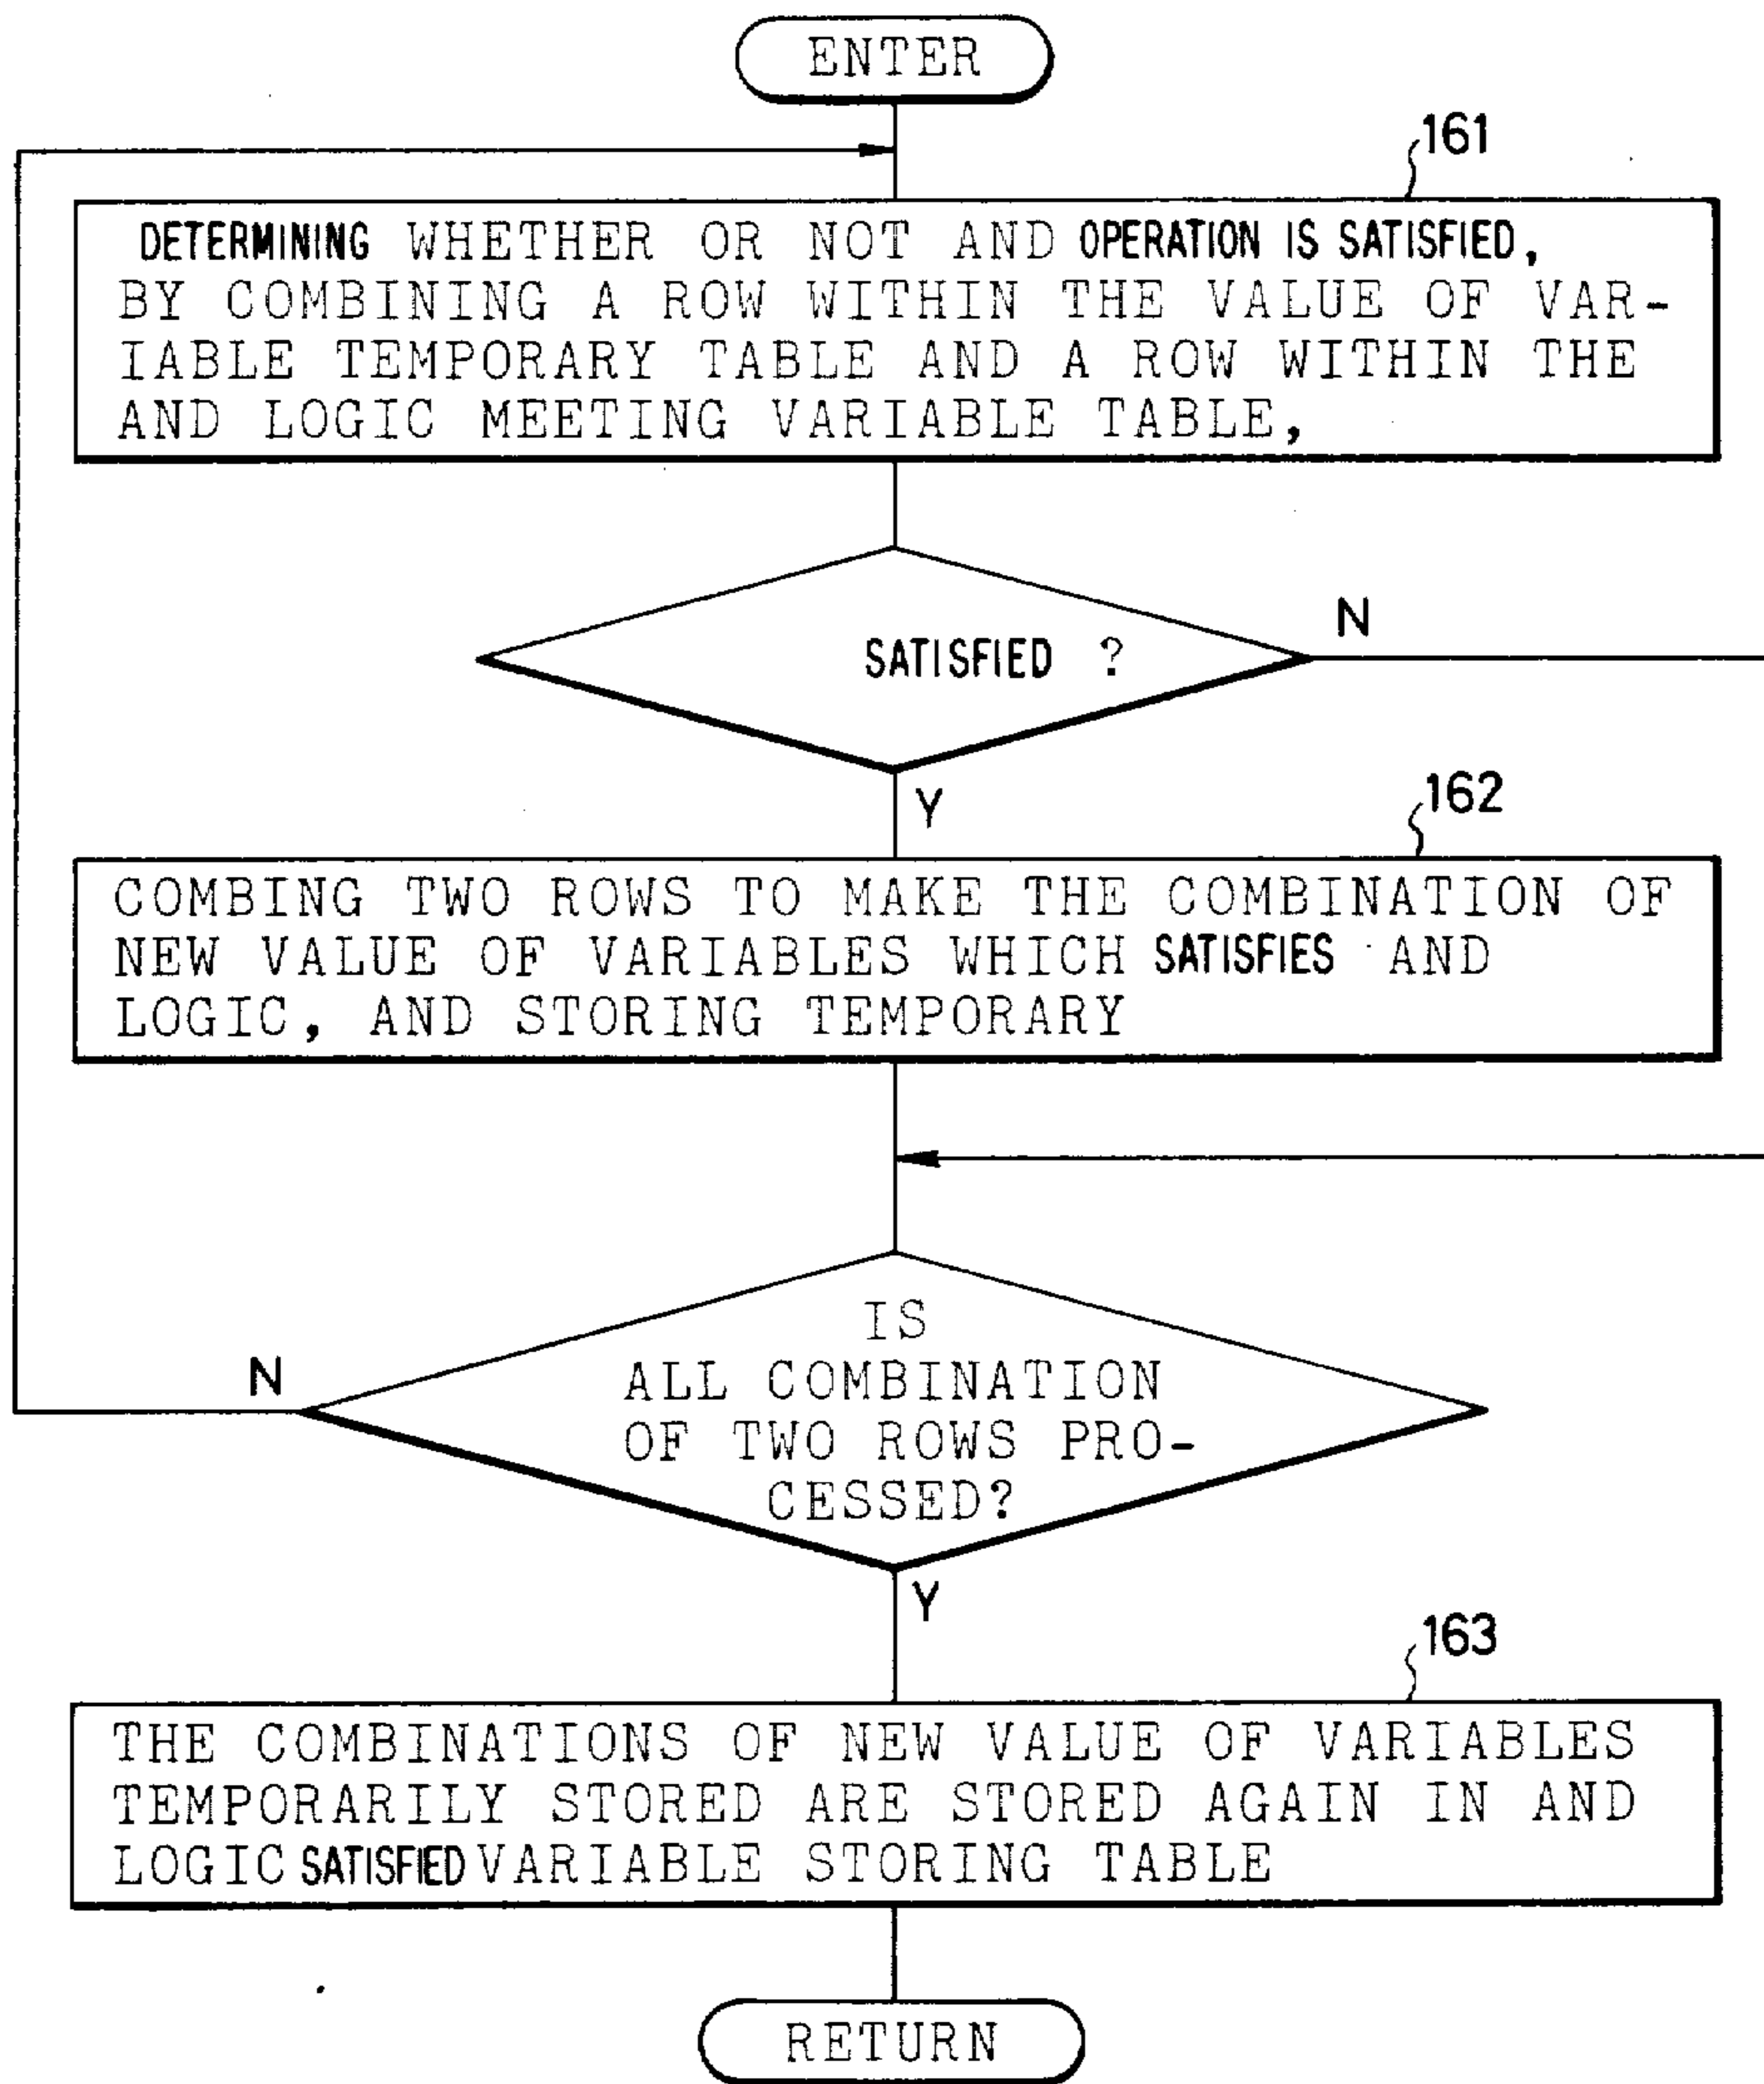 ENTER
161
DETERMINING WHETHER OR NOT AND OPERATION IS SATISFIED,
BY COMBINING A ROW WITHIN THE VALUE OF VAR-
IABLE TEMPORARY TABLE AND A ROW WITHIN THE
AND LOGIC MEETING VARIABLE TABLE,
N
SATISFIED ?
Y
162
COMBING TWO ROWS TO MAKE THE COMBINATION OF
NEW VALUE OF VARIABLES WHICH SATISFIES AND
LOGIC, AND STORING TEMPORARY
IS
N
ALL COMBINATION
OF TWO ROWS PRO-
CESSED?
Y
163
THE COMBINATIONS OF NEW VALUE OF VARIABLES
TEMPORARILY STORED ARE STORED AGAIN IN AND
LOGIC SATISFIED VARIABLE STORING TABLE
RETURN